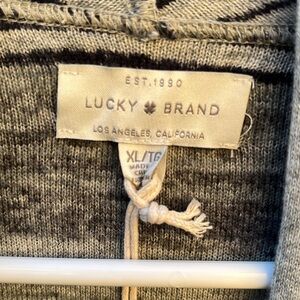 EST. 1990
LUCKY BRAND
LOS ANGELES, CALIFORNIA
XL/TG
MADE